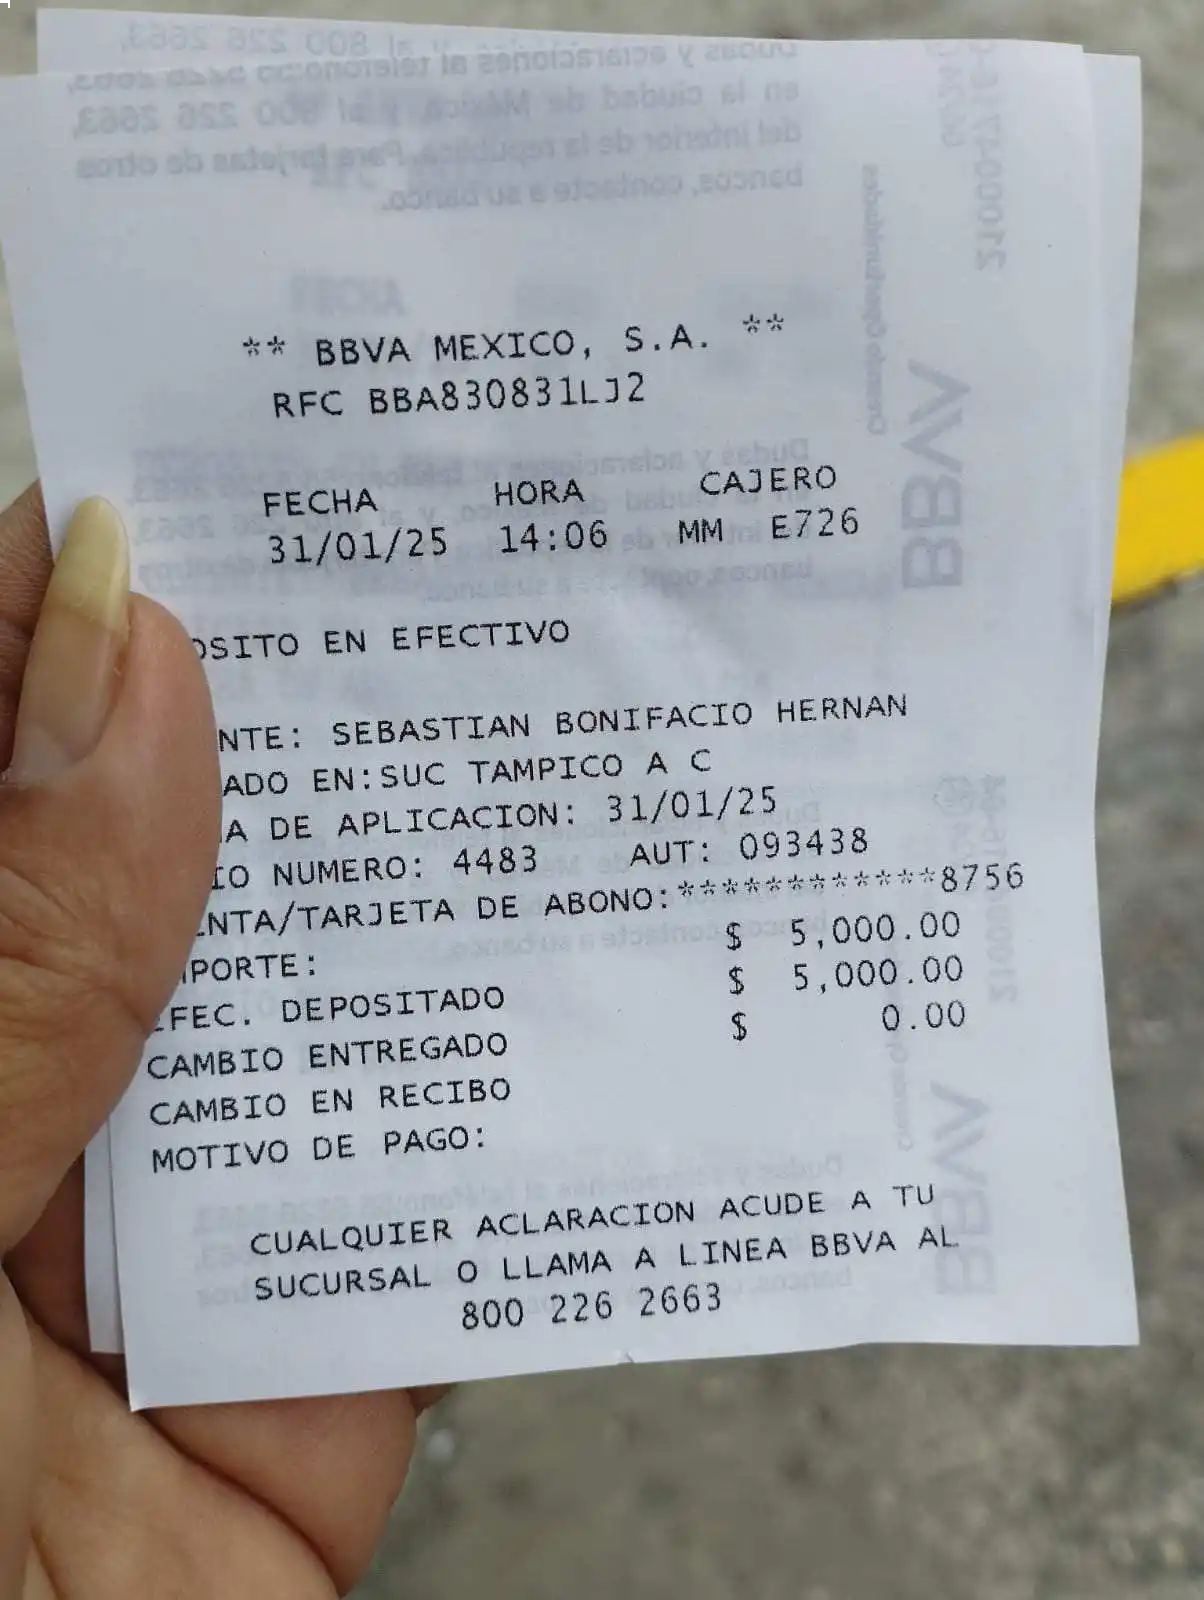 ** BBVA MEXICO, S.A. **
RFC BBA830831LJ2
FECHA HORA CAJERO
31/01/25 14:06 MM E726
OSITO EN EFECTIVO
NTE: SEBASTIAN BONIFACIO HERNAN
ADO EN:SUC TAMPICO A C
A DE APLICACION: 31/01/25
IO NUMERO: 4483 AUT: 093438
NTA/TARJETA DE ABONO:************8756
PORTE: $ 5,000.00
EFEC. DEPOSITADO $ 5,000.00
CAMBIO ENTREGADO $ 0.00
CAMBIO EN RECIBO
MOTIVO DE PAGO:
CUALQUIER ACLARACION ACUDE A TU
SUCURSAL O LLAMA A LINEA BBVA AL
800 226 2663